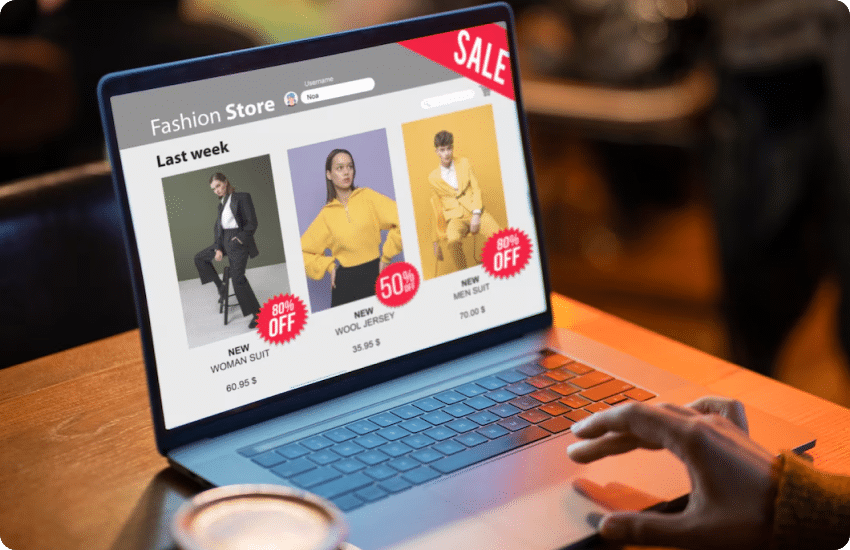 SALE
Username
Fashion Store
Noa
Last week
80%
OFF
50%
OFF
80%
OFF
NEW
WOMAN SUIT
60.95 $
NEW
WOOL JERSEY
35.95 $
NEW
MEN SUIT
70.00 $